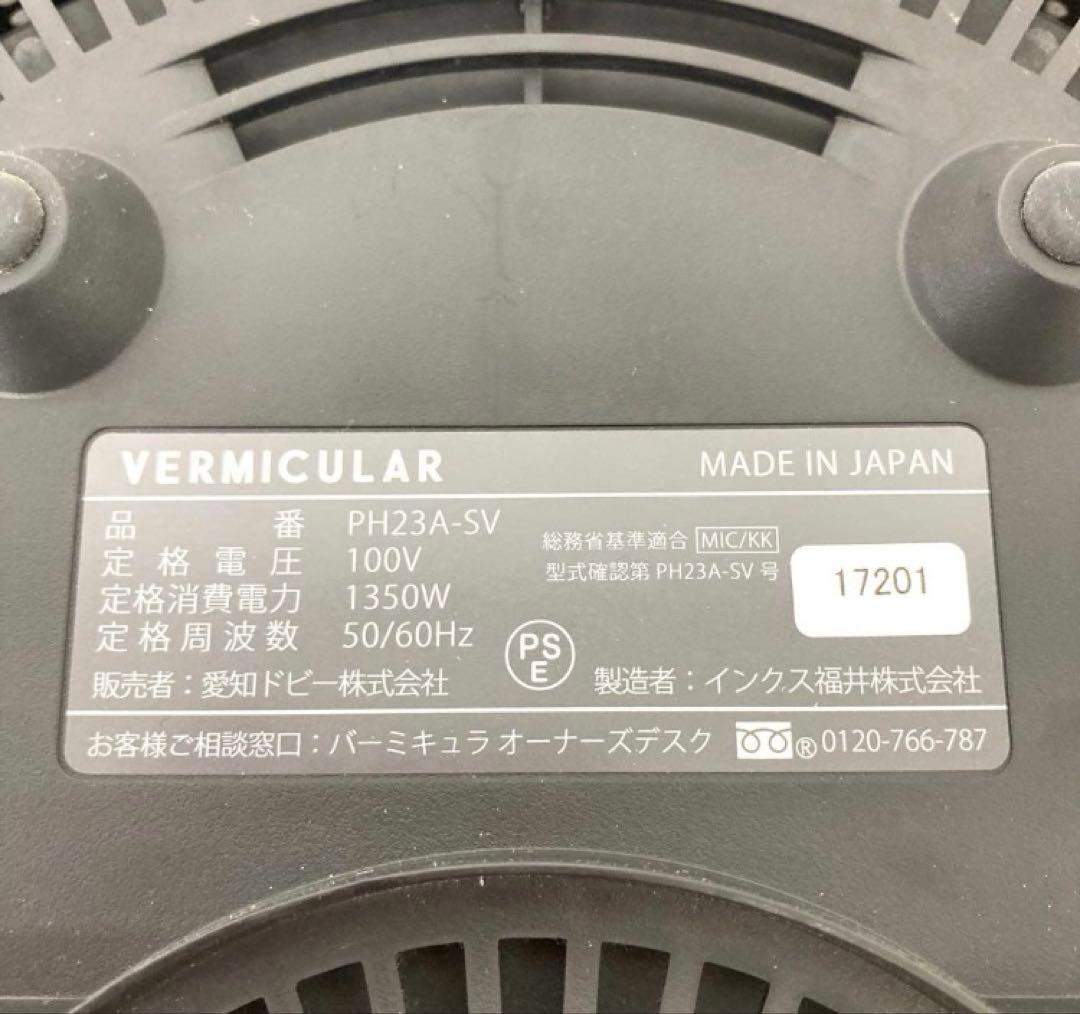 VERMICULAR MADE IN JAPAN
品番 PH23A-SV
定格電圧 100V
定格消費電力 1350W
定格周波数 50/60Hz
総務省基準適合 MIC/KK
型式確認第 PH23A-SV 号
17201
PSE
販売者：愛知ドビー株式会社
製造者：インクス福井株式会社
お客様ご相談窓口：バーミキュラ オーナーズデスク ® 0120-766-787